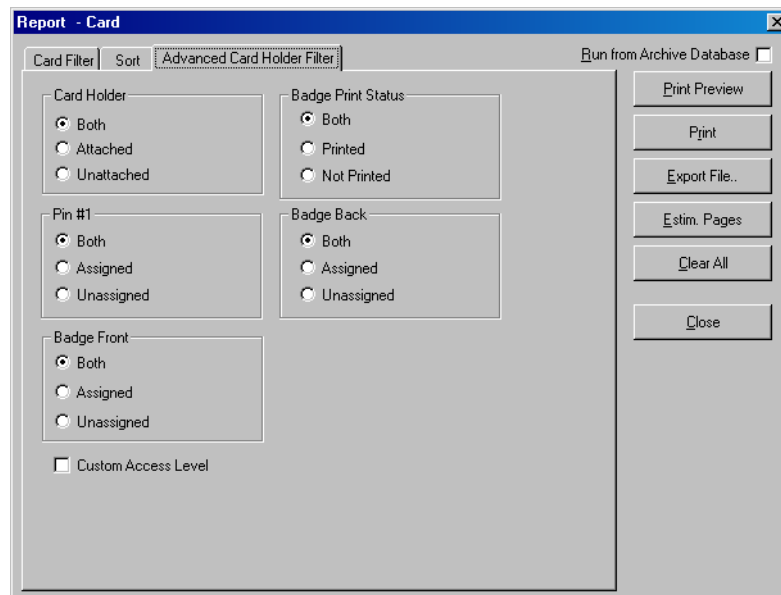 Report - Card
Card Filter
Sort
Advanced Card Holder Filter
Run from Archive Database
Card Holder
Both
Attached
Unattached
Badge Print Status
Both
Printed
Not Printed
Pin #1
Both
Assigned
Unassigned
Badge Back
Both
Assigned
Unassigned
Badge Front
Both
Assigned
Unassigned
Custom Access Level
Print Preview
Print
Export File..
Estim. Pages
Clear All
Close